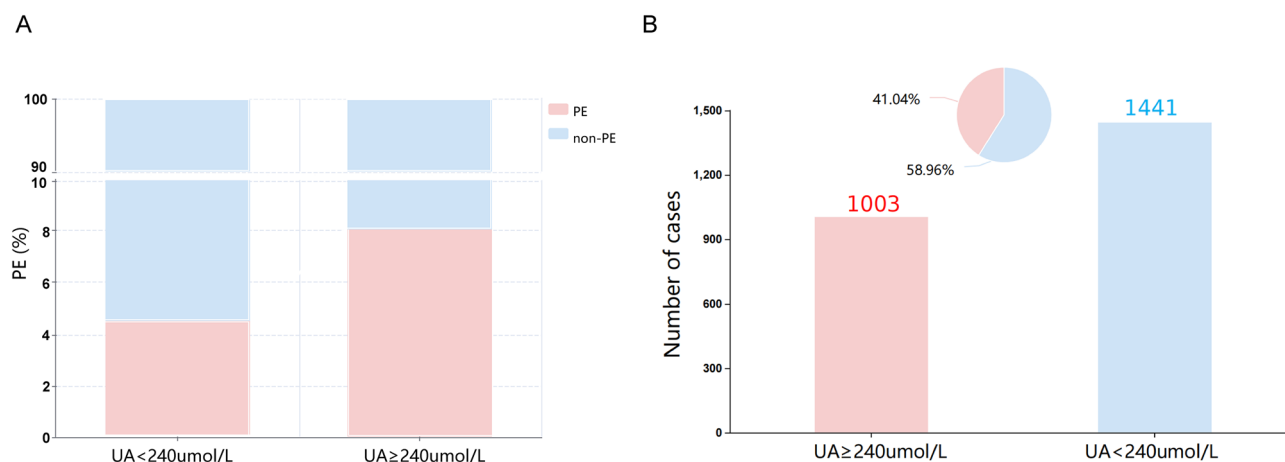 A
100
90
10
8
6
4
2
0
PE (%)
UA<240umol/L
UA≥240umol/L
PE
non-PE
B
41.04%
58.96%
1,500
1,200
900
600
300
0
Number of cases
1003
1441
UA≥240umol/L
UA<240umol/L